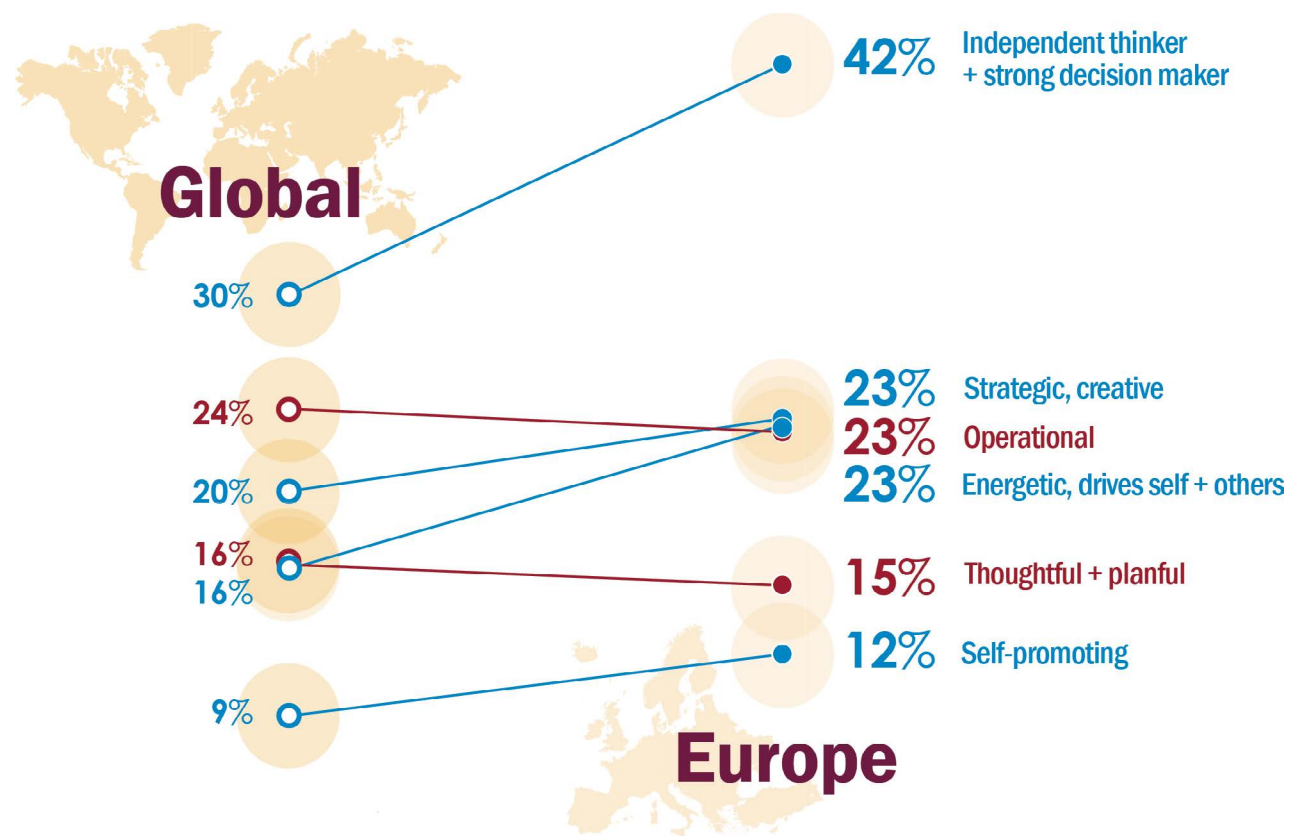 42% Independent thinker
+ strong decision maker
Global
30%
23% Strategic, creative
24%
23% Operational
20%
23% Energetic, drives self + others
16%
16%
15% Thoughtful + planful
12% Self-promoting
9%
Europe